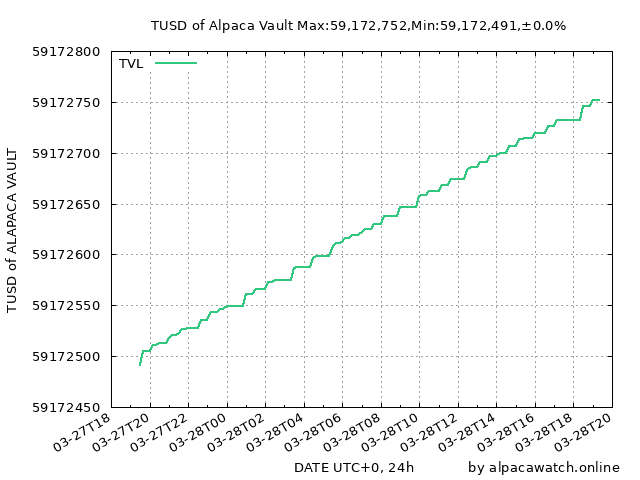 TUSD of Alpaca Vault Max:59,172,752,Min:59,172,491,±0.0%
TVL
59172800
59172750
59172700
59172650
59172600
59172550
59172500
59172450
TUSD of ALAPACA VAULT
03-27T18
03-27T20
03-27T22
03-28T00
03-28T02
03-28T04
03-28T06
03-28T08
03-28T10
03-28T12
03-28T14
03-28T16
03-28T18
03-28T20
DATE UTC+0, 24h
by alpacawatch.online